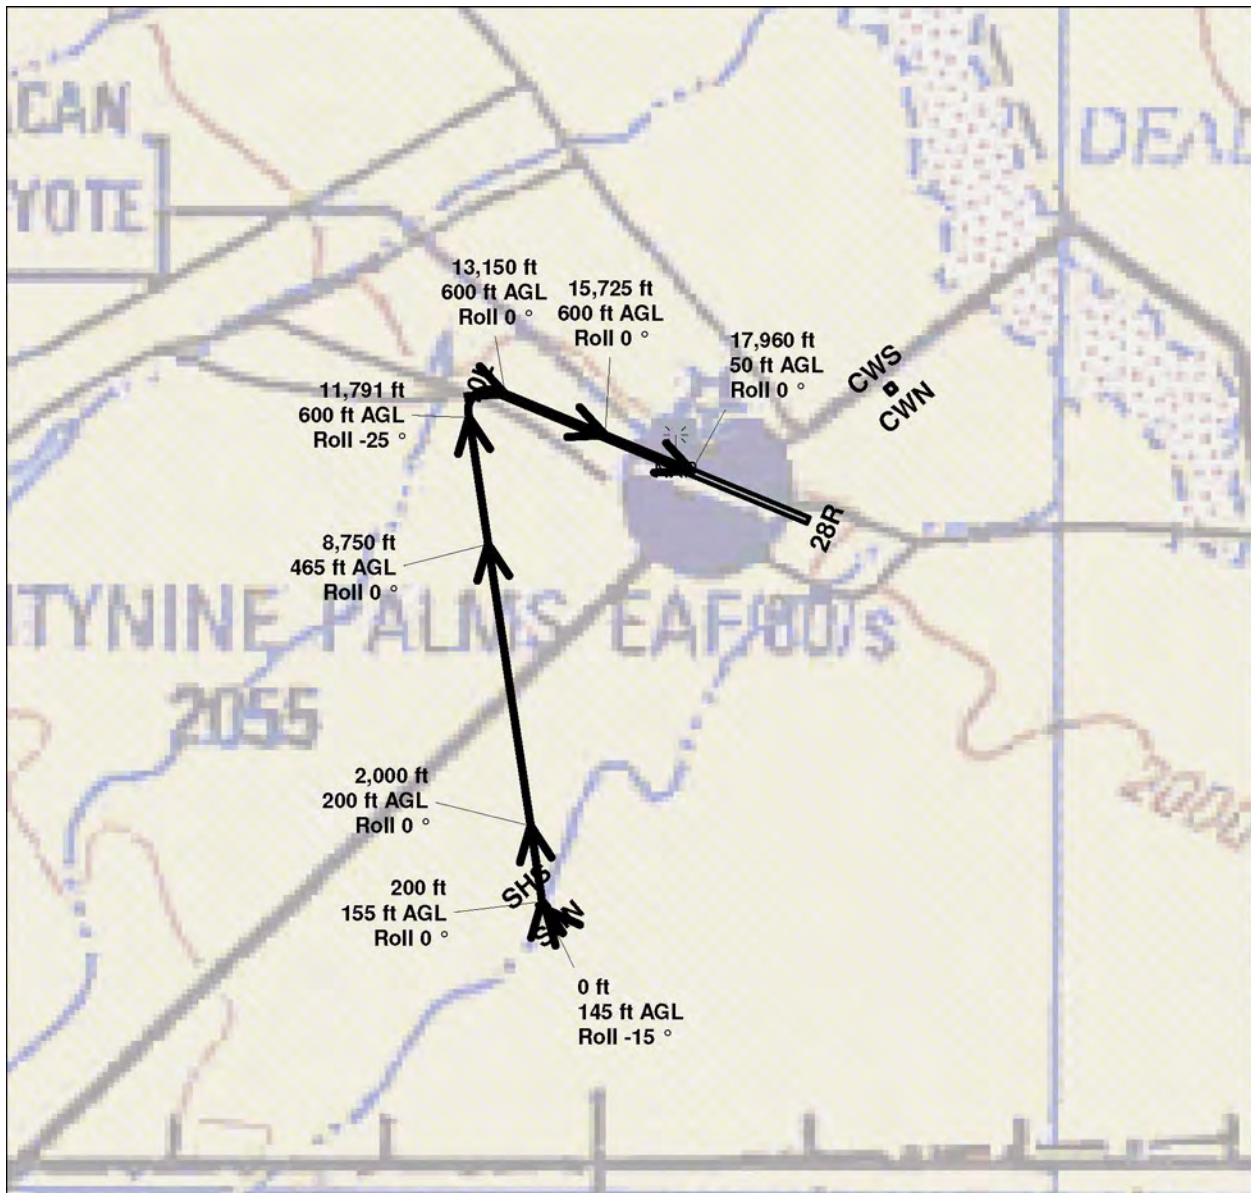 CAN
YOTE
DEAD
13,150 ft
600 ft AGL
Roll 0 °
15,725 ft
600 ft AGL
Roll 0 °
17,960 ft
50 ft AGL
Roll 0 °
CWS
CWN
11,791 ft
600 ft AGL
Roll -25 °
28R
8,750 ft
465 ft AGL
Roll 0 °
TYNINE PALMS EAF
2055
2,000 ft
200 ft AGL
Roll 0 °
200
SHS
200 ft
155 ft AGL
Roll 0 °
0 ft
145 ft AGL
Roll -15 °